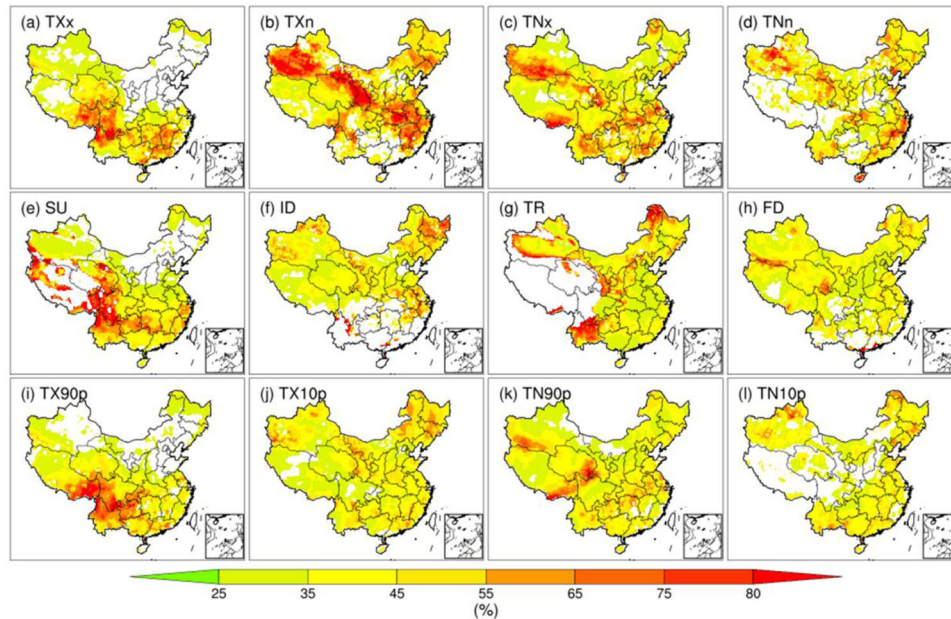 (a) TXx
(b) TXn
(c) TNx
(d) TNn
(e) SU
(f) ID
(g) TR
(h) FD
(i) TX90p
(j) TX10p
(k) TN90p
(l) TN10p
25 35 45 55 65 75 80
(%)